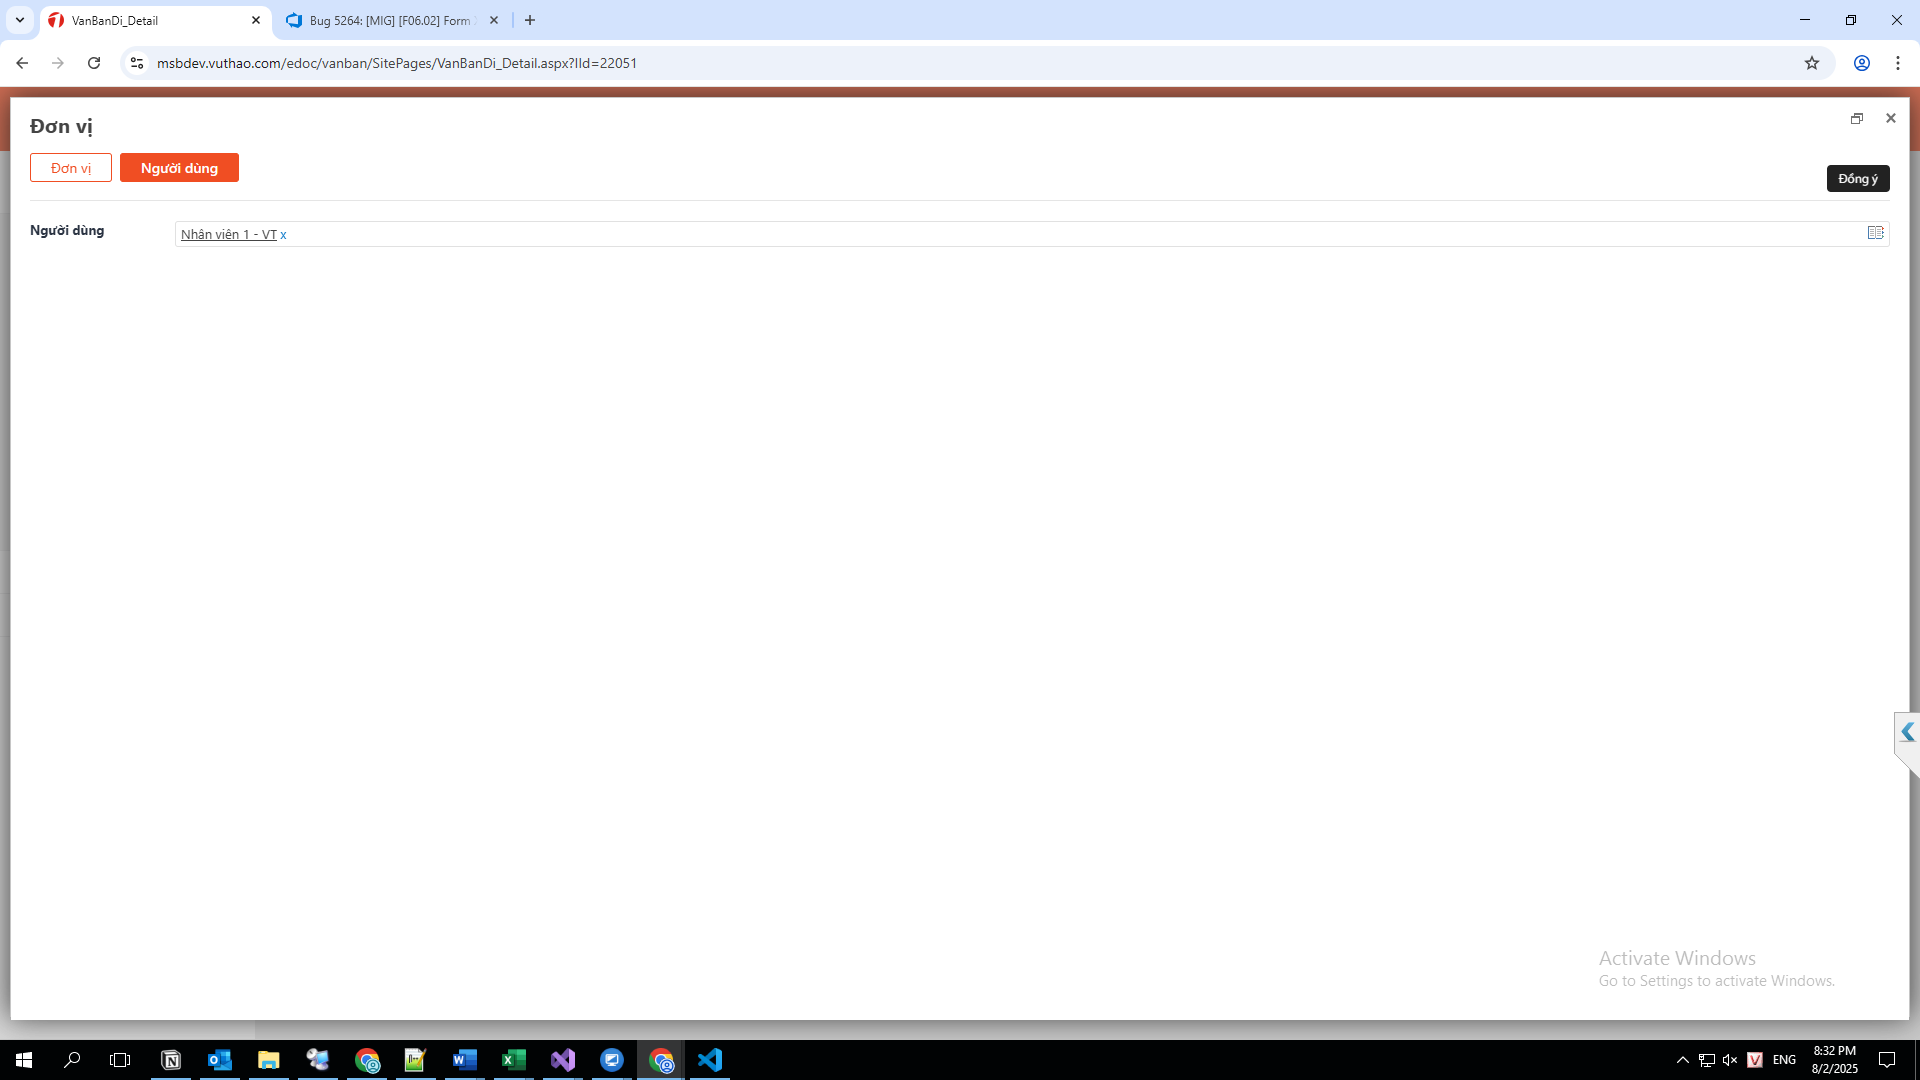 VanBanDi_Detail
Bug 5264: [MIG] [F06.02] Form
msbdev.vuthao.com/edoc/vanban/SitePages/VanBanDi_Detail.aspx?IId=22051
Đơn vị
Đơn vị
Người dùng
Đồng ý
Người dùng
Nhân viên 1 - VT x
Activate Windows
Go to Settings to activate Windows.
ENG
8:32 PM
8/2/2025